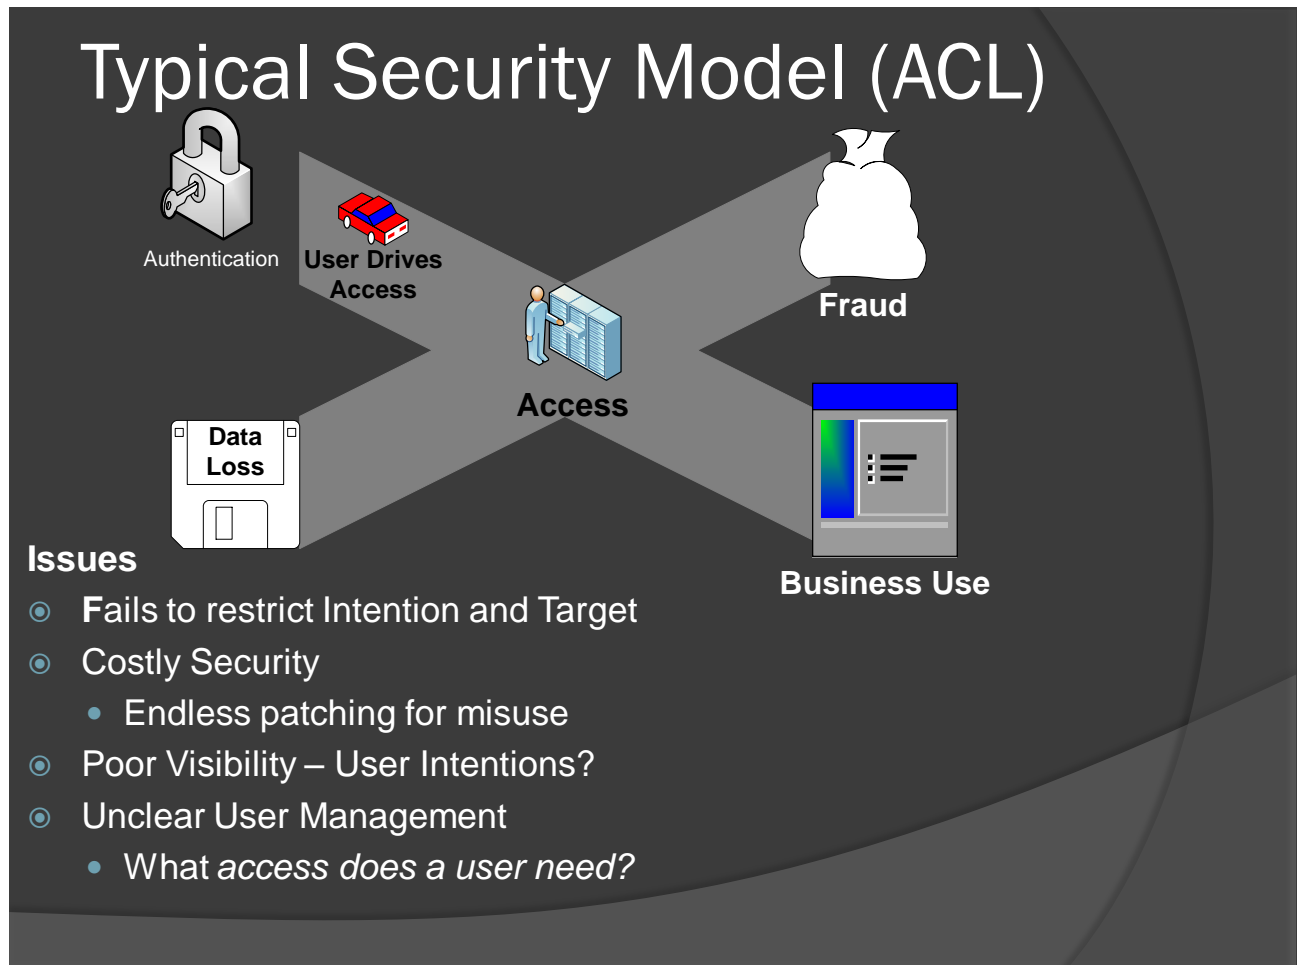 Typical Security Model (ACL)
Authentication
User Drives
Access
Fraud
Access
Data
Loss
Business Use
Issues
Fails to restrict Intention and Target
Costly Security
Endless patching for misuse
Poor Visibility – User Intentions?
Unclear User Management
What access does a user need?